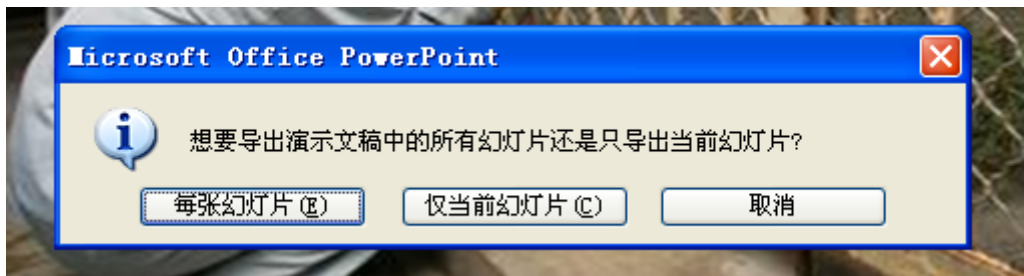 Microsoft Office PowerPoint
想要导出演示文稿中的所有幻灯片还是只导出当前幻灯片?
每张幻灯片(E) 仅当前幻灯片(C) 取消